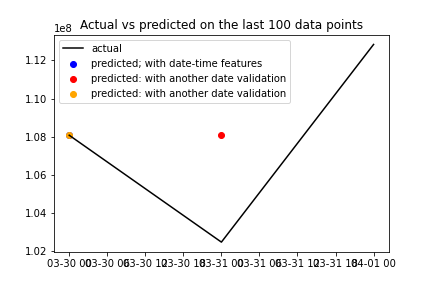 Actual vs predicted on the last 100 data points
1e8
actual
predicted; with date-time features
predicted: with another date validation
predicted: with another date validation
1.12
1.10
1.08
1.06
1.04
1.02
03-30 00 03-30 06 03-30 12 03-30 18 03-31 00 03-31 06 03-31 12 03-31 18 04-01 00